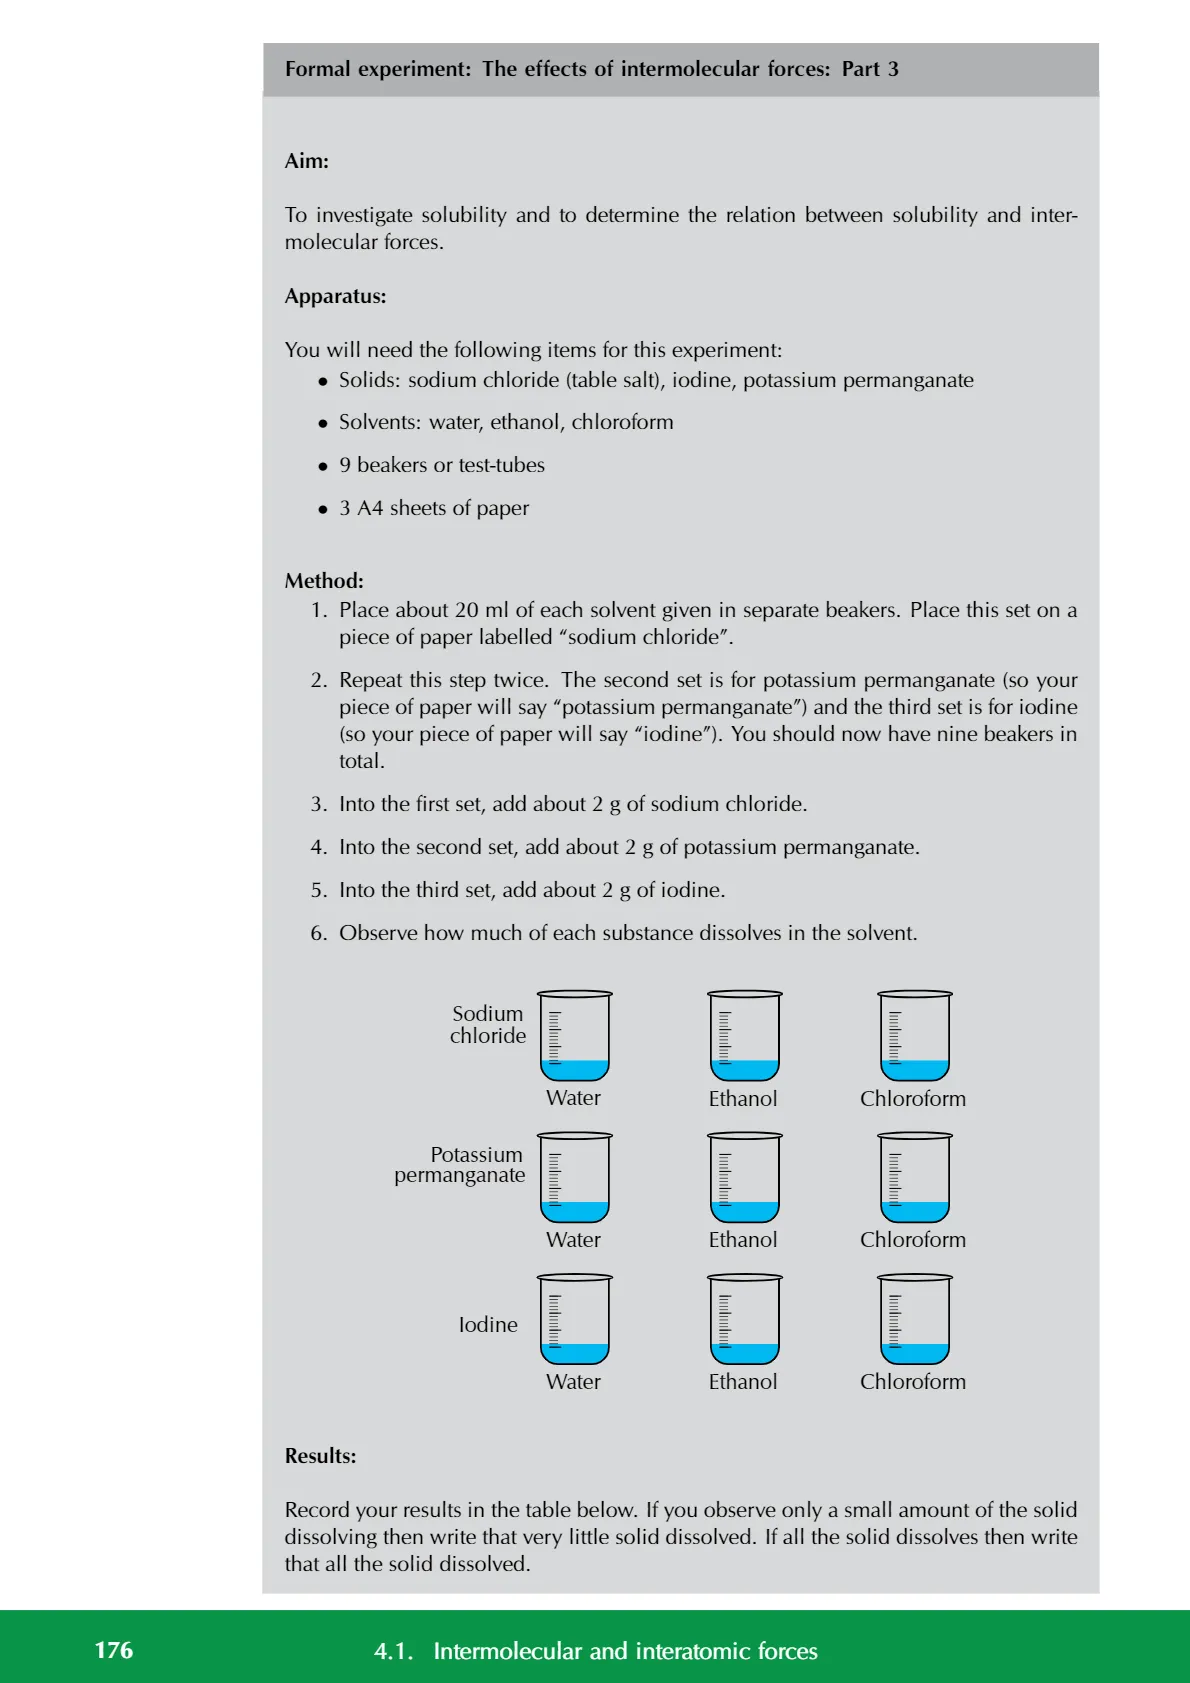 Formal experiment: The effects of intermolecular forces: Part 3
Aim:
To investigate solubility and to determine the relation between solubility and inter-
molecular forces.
Apparatus:
You will need the following items for this experiment:
• Solids: sodium chloride (table salt), iodine, potassium permanganate
• Solvents: water, ethanol, chloroform
• 9 beakers or test-tubes
• 3 A4 sheets of paper
Method:
1. Place about 20 ml of each solvent given in separate beakers. Place this set on a
piece of paper labelled “sodium chloride”.
2. Repeat this step twice. The second set is for potassium permanganate (so your
piece of paper will say “potassium permanganate”) and the third set is for iodine
(so your piece of paper will say “iodine”). You should now have nine beakers in
total.
3. Into the first set, add about 2 g of sodium chloride.
4. Into the second set, add about 2 g of potassium permanganate.
5. Into the third set, add about 2 g of iodine.
6. Observe how much of each substance dissolves in the solvent.
Sodium
chloride
Water Ethanol Chloroform
Potassium
permanganate
Water Ethanol Chloroform
Iodine
Water Ethanol Chloroform
Results:
Record your results in the table below. If you observe only a small amount of the solid
dissolving then write that very little solid dissolved. If all the solid dissolves then write
that all the solid dissolved.
176 4.1. Intermolecular and interatomic forces